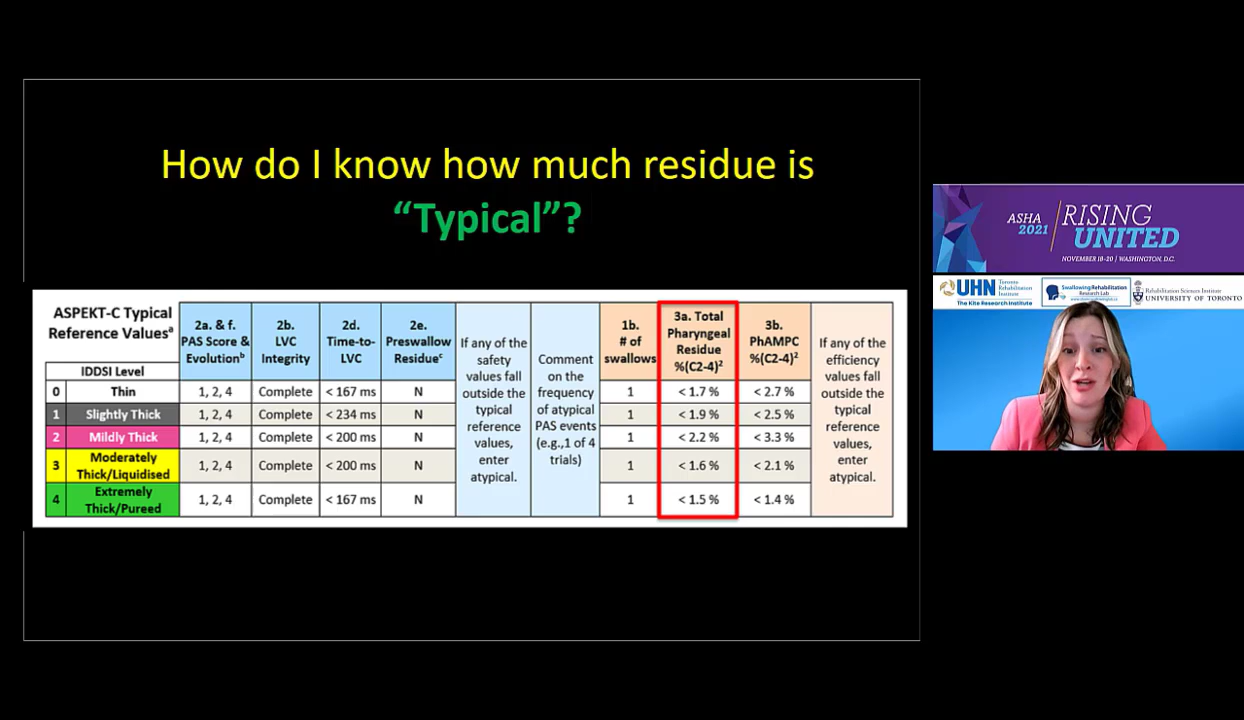 How do I know how much residue is
“Typical”?
ASPEKT-C Typical
Reference Valuesᵃ
IDDSI Level
2a. & f.
PAS Score &
Evolutionᵇ
2b.
LVC
Integrity
2d.
Time-to-
LVC
2e.
Preswallow
Residueᶜ
If any of the
safety
values fall
outside the
typical
reference
values,
enter
atypical.
Comment
on the
frequency
of atypical
PAS events
(e.g.,1 of 4
trials)
1b.
# of
swallows
3a. Total
Pharyngeal
Residue
%(C2-4)²
3b.
PhAMPC
%(C2-4)²
If any of the
efficiency
values fall
outside the
typical
reference
values,
enter
atypical.
0 Thin 1, 2, 4 Complete < 167 ms N 1 < 1.7 % < 2.7 %
1 Slightly Thick 1, 2, 4 Complete < 234 ms N 1 < 1.9 % < 2.5 %
2 Mildly Thick 1, 2, 4 Complete < 200 ms N 1 < 2.2 % < 3.3 %
3 Moderately
Thick/Liquidised 1, 2, 4 Complete < 200 ms N 1 < 1.6 % < 2.1 %
4 Extremely
Thick/Pureed 1, 2, 4 Complete < 167 ms N 1 < 1.5 % < 1.4 %
ASHA
2021
RISING
UNITED
NOVEMBER 18-20 | WASHINGTON, D.C.
UHN
Toronto
Rehabilitation
Institute
The Kite Research Institute
Swallowing Rehabilitation
Research Lab
Rehabilitation Sciences Institute
UNIVERSITY OF TORONTO